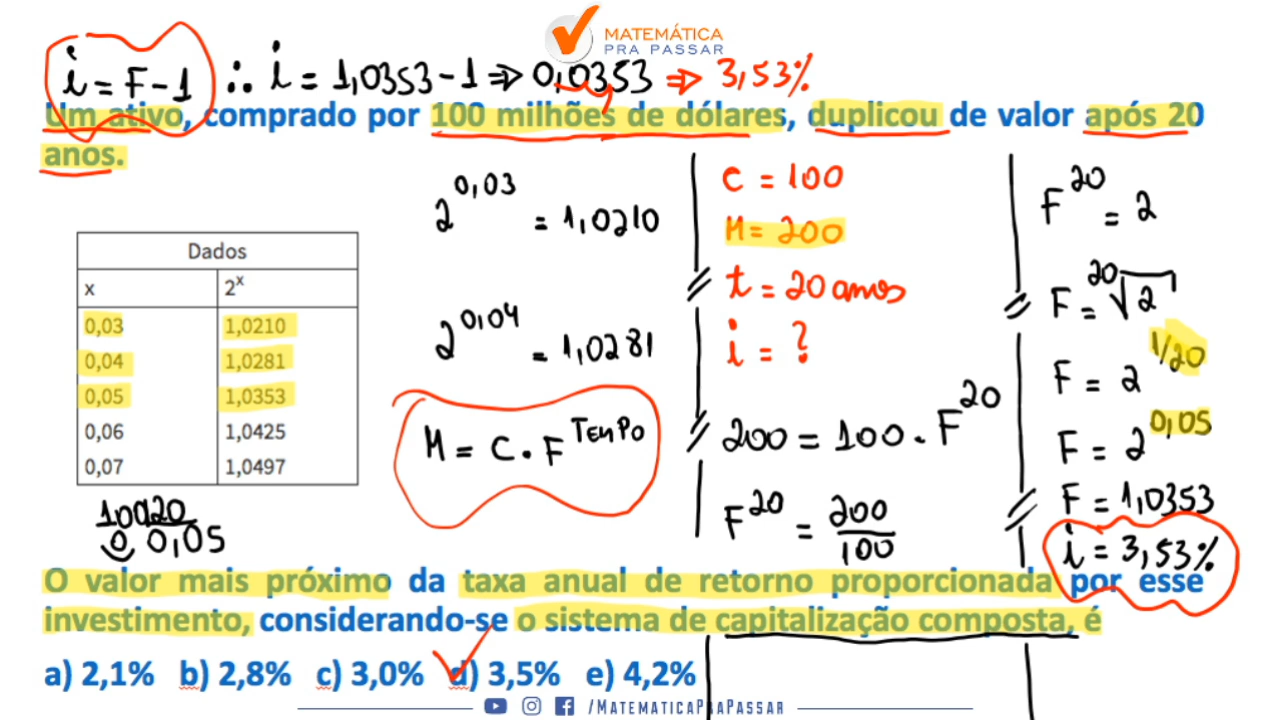 MATEMÁTICA
PRA PASSAR
i = F - 1 ∴ i = 1,0353 - 1 ⇒ 0,0353 ⇒ 3,53%
Um ativo, comprado por 100 milhões de dólares, duplicou de valor após 20
anos.
Dados
x 2^x
0,03 1,0210
0,04 1,0281
0,05 1,0353
0,06 1,0425
0,07 1,0497
100 20
0 0,05
2^0,03 = 1,0210
2^0,04 = 1,0281
M = C . F^TEMPO
C = 100
M = 200
t = 20 anos
i = ?
200 = 100 . F^20
F^20 = 200/100
F^20 = 2
F = ²⁰√2
F = 2^1/20
F = 2^0,05
F = 1,0353
i = 3,53%
O valor mais próximo da taxa anual de retorno proporcionada por esse
investimento, considerando-se o sistema de capitalização composta, é
a) 2,1% b) 2,8% c) 3,0% d) 3,5% e) 4,2%
/MATEMATICAPRAPASSAR